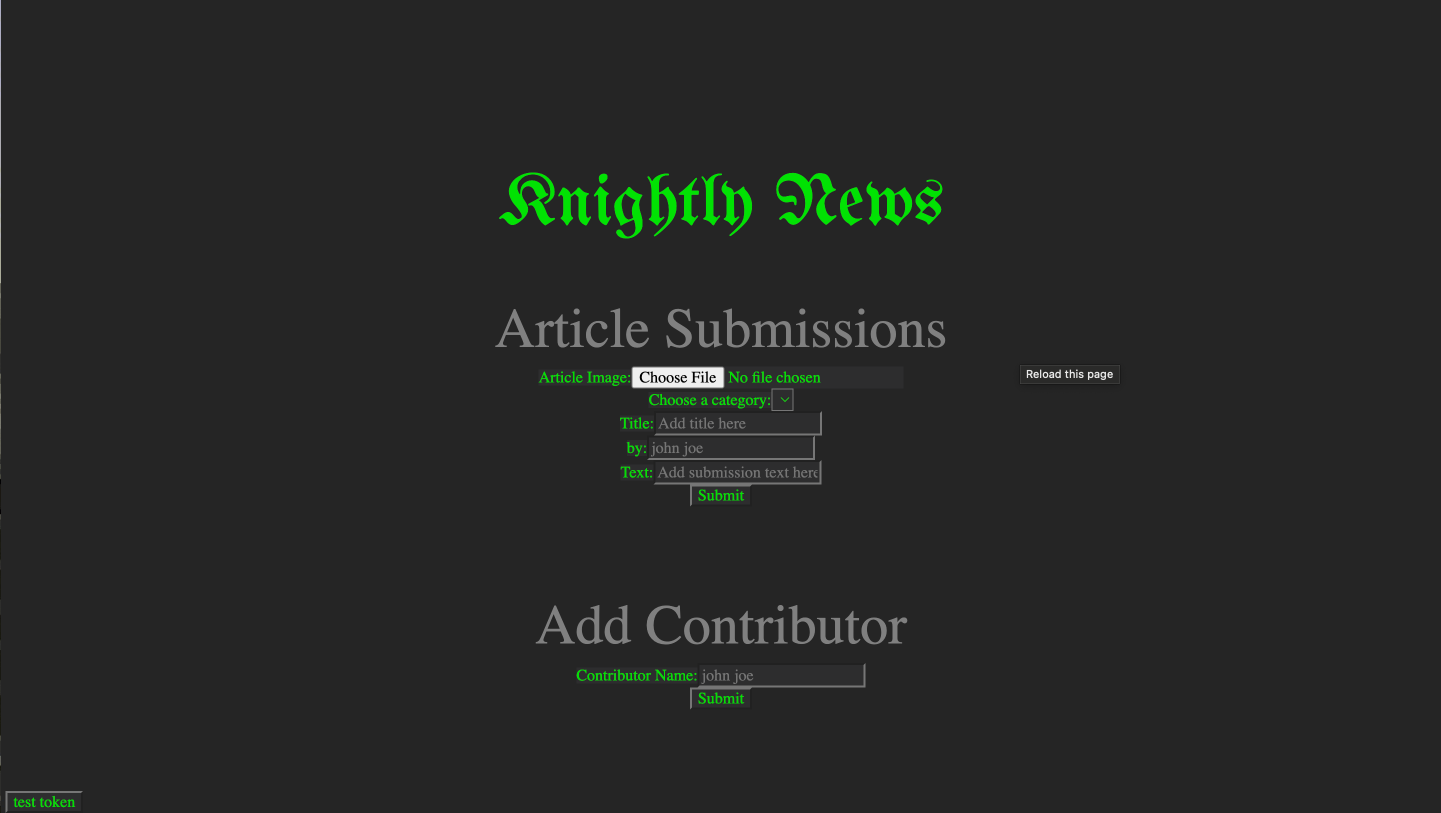 Knightly News
Article Submissions
Article Image: Choose File No file chosen
Reload this page
Choose a category:
Title: Add title here
by: john joe
Text: Add submission text here
Submit
Add Contributor
Contributor Name: john joe
Submit
test token